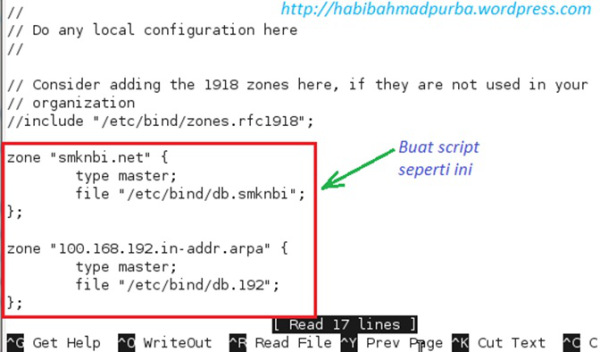 http://habibahmadpurba.wordpress.com
//
// Do any local configuration here
//
// Consider adding the 1918 zones here, if they are not used in your
// organization
//include "/etc/bind/zones.rfc1918";
zone "smknbi.net" {
type master;
file "/etc/bind/db.smknbi";
};
Buat script
seperti ini
zone "100.168.192.in-addr.arpa" {
type master;
file "/etc/bind/db.192";
};
[ Read 17 lines ]
^G Get Help ^O WriteOut ^R Read File ^Y Prev Page ^K Cut Text ^C C